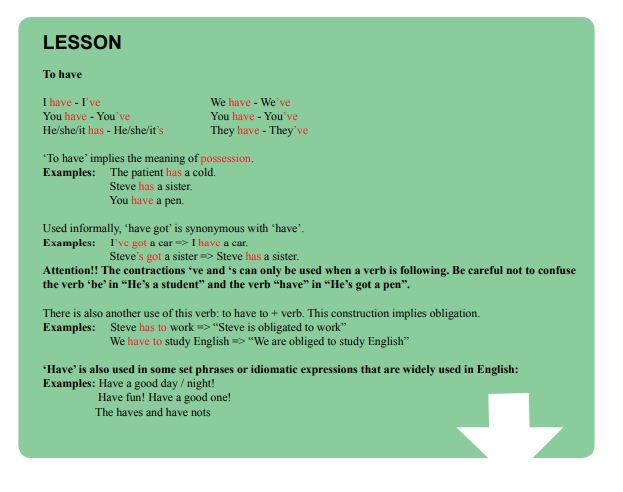 LESSON
To have
I have - I've We have - We've
You have - You've You have - You've
He/she/it has - He/she/it's They have - They've
‘To have’ implies the meaning of possession.
Examples: The patient has a cold.
Steve has a sister.
You have a pen.
Used informally, ‘have got’ is synonymous with ‘have’.
Examples: I’ve got a car => I have a car.
Steve’s got a sister => Steve has a sister.
Attention!! The contractions ‘ve and ‘s can only be used when a verb is following. Be careful not to confuse
the verb ‘be’ in “He’s a student” and the verb “have” in “He’s got a pen”.
There is also another use of this verb: to have to + verb. This construction implies obligation.
Examples: Steve has to work => “Steve is obligated to work”
We have to study English => “We are obliged to study English”
‘Have’ is also used in some set phrases or idiomatic expressions that are widely used in English:
Examples: Have a good day / night!
Have fun! Have a good one!
The haves and have nots